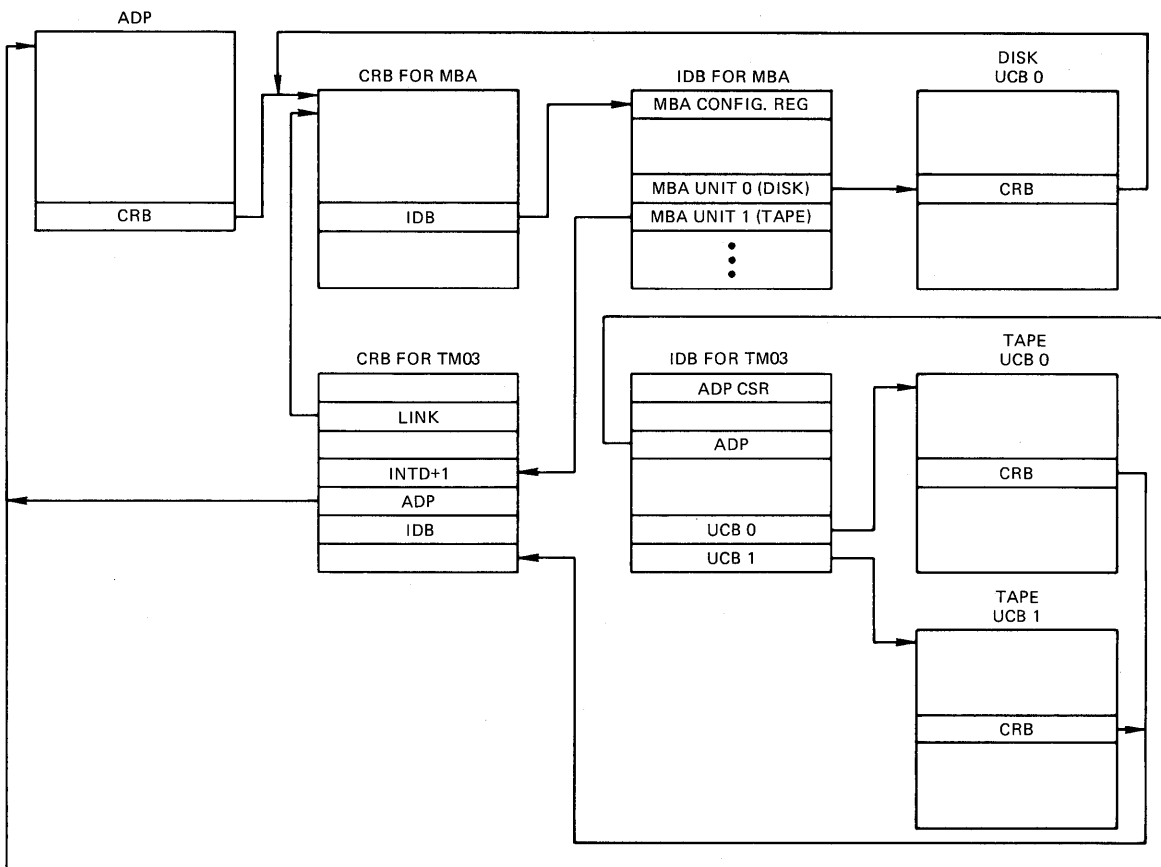 ADP
CRB
CRB FOR MBA
IDB
IDB FOR MBA
MBA CONFIG. REG
MBA UNIT 0 (DISK)
MBA UNIT 1 (TAPE)
DISK
UCB 0
CRB
CRB FOR TM03
LINK
INTD+1
ADP
IDB
IDB FOR TM03
ADP CSR
ADP
UCB 0
UCB 1
TAPE
UCB 0
CRB
TAPE
UCB 1
CRB